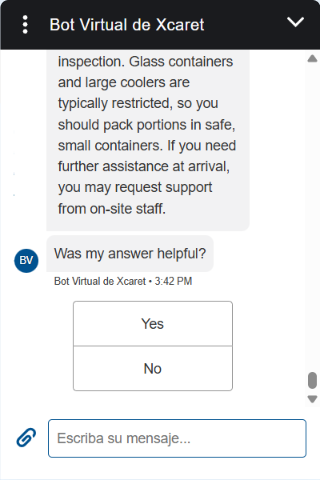 Bot Virtual de Xcaret
inspection. Glass containers
and large coolers are
typically restricted, so you
should pack portions in safe,
small containers. If you need
further assistance at arrival,
you may request support
from on-site staff.
Was my answer helpful?
BV
Bot Virtual de Xcaret • 3:42 PM
Yes
No
Escriba su mensaje...